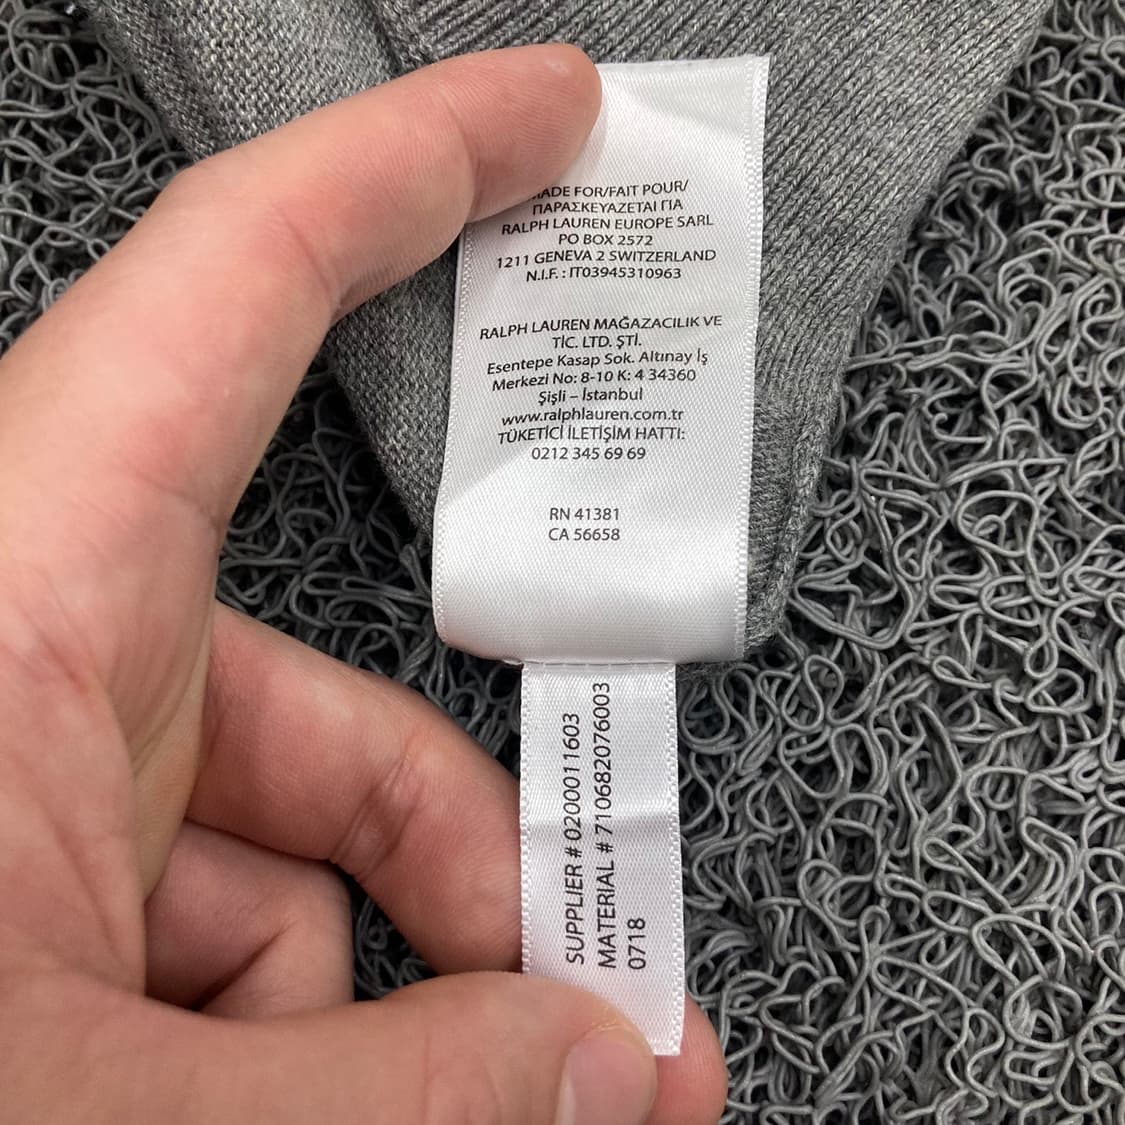 MADE FOR/FAIT POUR/
ΠΑΡΑΣΚΕΥΑΖΕΤΑΙ ΓΙΑ
RALPH LAUREN EUROPE SARL
PO BOX 2572
1211 GENEVA 2 SWITZERLAND
N.I.F. : IT03945310963
RALPH LAUREN MAĞAZACILIK VE
TİC. LTD. ŞTİ.
Esentepe Kasap Sok. Altınay İş
Merkezi No: 8-10 K: 4 34360
Şişli – İstanbul
www.ralphlauren.com.tr
TÜKETİCİ İLETİŞİM HATTI:
0212 345 69 69
RN 41381
CA 56658
SUPPLIER # 0200011603
MATERIAL # 710682076003
0718